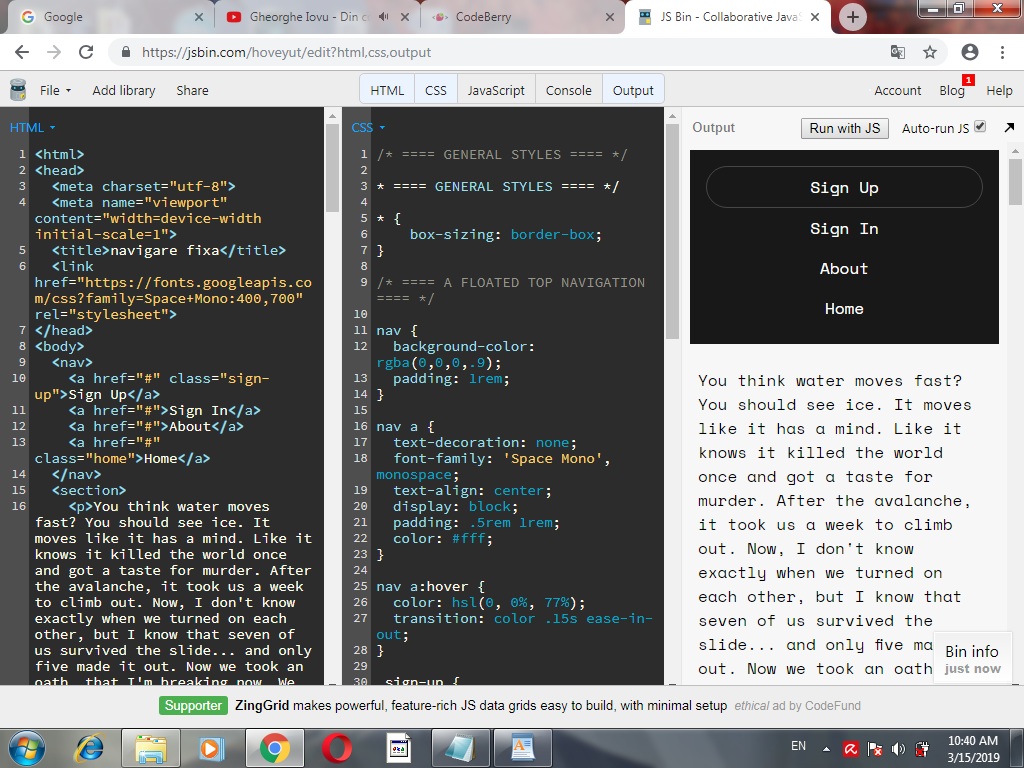 Google
Gheorghe Iovu - Din c
CodeBerry
JS Bin - Collaborative Java
https://jsbin.com/hoveyut/edit?html,css,output
File
Add library
Share
HTML
CSS
JavaScript
Console
Output
Account
Blog
1
Help
HTML
1 <html>
2 <head>
3 <meta charset="utf-8">
4 <meta name="viewport"
content="width=device-width
initial-scale=1">
5 <title>navigare fixa</title>
6 <link
href="https://fonts.googleapis.co
m/css?family=Space+Mono:400,700"
rel="stylesheet">
7 </head>
8 <body>
9 <nav>
10 <a href="#" class="sign-
up">Sign Up</a>
11 <a href="#">Sign In</a>
12 <a href="#">About</a>
13 <a href="#"
class="home">Home</a>
14 </nav>
15 <section>
16 <p>You think water moves
fast? You should see ice. It
moves like it has a mind. Like it
knows it killed the world once
and got a taste for murder. After
the avalanche, it took us a week
to climb out. Now, I don't know
exactly when we turned on each
other, but I know that seven of
us survived the slide... and only
five made it out. Now we took an
oath, that I'm breaking now. We
CSS
1 /* ==== GENERAL STYLES ==== */
2
3 * ==== GENERAL STYLES ==== */
4
5 * {
6 box-sizing: border-box;
7 }
8
9 /* ==== A FLOATED TOP NAVIGATION
==== */
10
11 nav {
12 background-color:
rgba(0,0,0,.9);
13 padding: 1rem;
14 }
15
16 nav a {
17 text-decoration: none;
18 font-family: 'Space Mono',
monospace;
19 text-align: center;
20 display: block;
21 padding: .5rem 1rem;
22 color: #fff;
23 }
24
25 nav a:hover {
26 color: hsl(0, 0%, 77%);
27 transition: color .15s ease-in-
out;
28 }
29
30 .sign-up {
Output
Run with JS
Auto-run JS
Sign Up
Sign In
About
Home
You think water moves fast?
You should see ice. It moves
like it has a mind. Like it
knows it killed the world
once and got a taste for
murder. After the avalanche,
it took us a week to climb
out. Now, I don't know
exactly when we turned on
each other, but I know that
seven of us survived the
slide... and only five ma
out. Now we took an oath
Bin info
just now
Supporter ZingGrid makes powerful, feature-rich JS data grids easy to build, with minimal setup ethical ad by CodeFund
EN
10:40 AM
3/15/2019